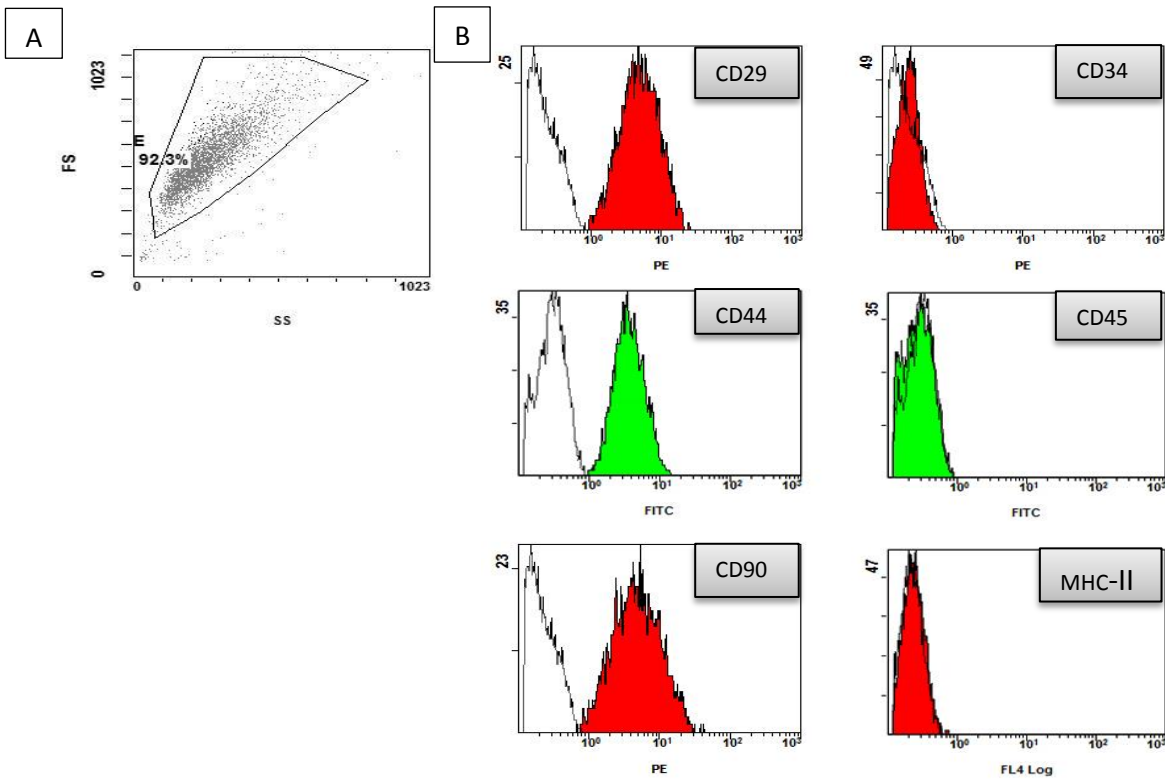 A
1023
FS
E
92.3%
0
0
1023
SS
B
25
CD29
10⁰
10¹
10²
10³
PE
49
CD34
10⁰
10¹
10²
10³
PE
35
CD44
10⁰
10¹
10²
10³
FITC
35
CD45
10⁰
10¹
10²
10³
FITC
23
CD90
10⁰
10¹
10²
10³
PE
47
MHC-II
10⁰
10¹
10²
10³
FL4 Log